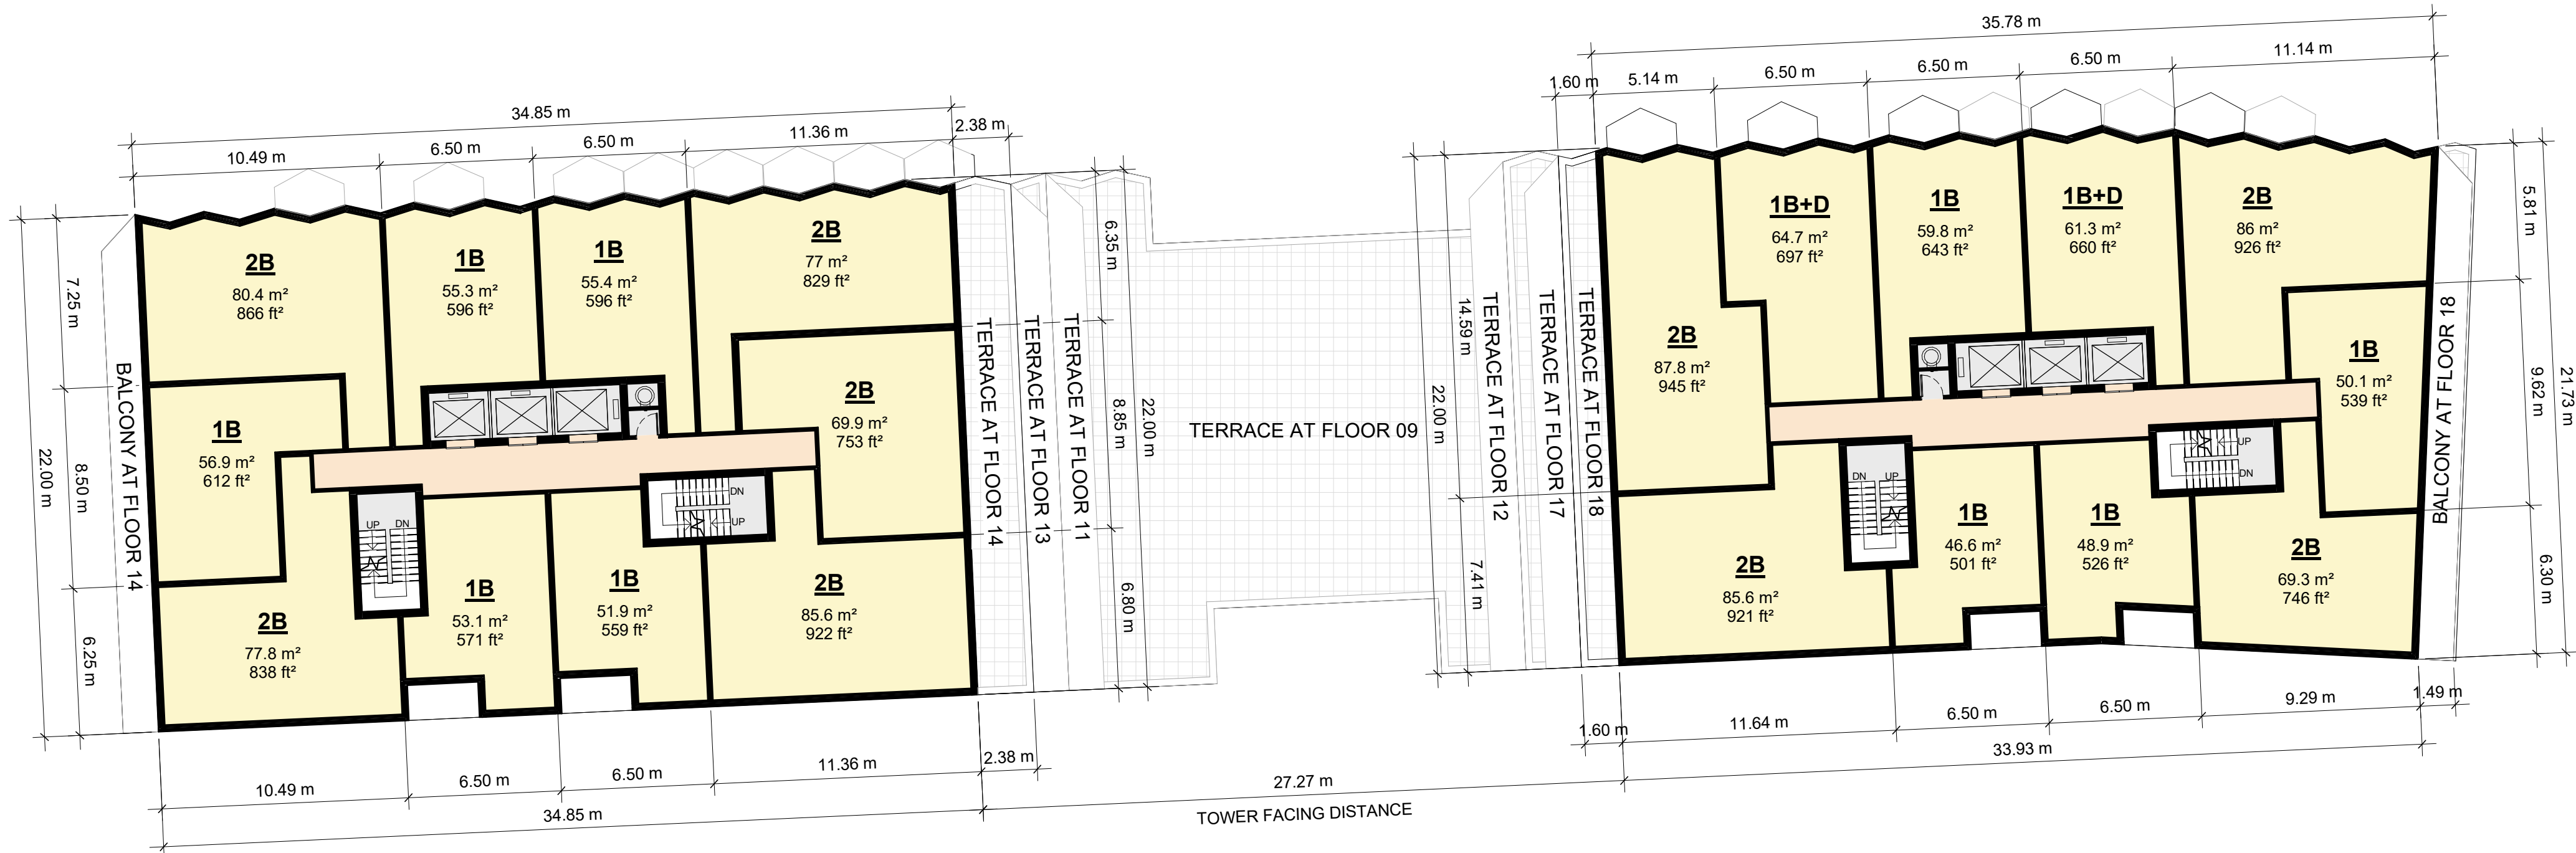 35.78 m
1.60 m
5.14 m
6.50 m
6.50 m
6.50 m
11.14 m
34.85 m
10.49 m
6.50 m
6.50 m
11.36 m
2.38 m
2B
80.4 m²
866 ft²
1B
55.3 m²
596 ft²
1B
55.4 m²
596 ft²
2B
77 m²
829 ft²
1B
56.9 m²
612 ft²
2B
69.9 m²
753 ft²
2B
77.8 m²
838 ft²
1B
53.1 m²
571 ft²
1B
51.9 m²
559 ft²
2B
85.6 m²
922 ft²
UP
DN
DN
UP
7.25 m
8.50 m
6.25 m
22.00 m
BALCONY AT FLOOR 14
TERRACE AT FLOOR 14
TERRACE AT FLOOR 13
TERRACE AT FLOOR 11
6.35 m
8.85 m
6.80 m
22.00 m
TERRACE AT FLOOR 09
22.00 m
14.59 m
7.41 m
TERRACE AT FLOOR 12
TERRACE AT FLOOR 17
TERRACE AT FLOOR 18
2B
87.8 m²
945 ft²
1B+D
64.7 m²
697 ft²
1B
59.8 m²
643 ft²
1B+D
61.3 m²
660 ft²
2B
86 m²
926 ft²
1B
50.1 m²
539 ft²
2B
85.6 m²
921 ft²
1B
46.6 m²
501 ft²
1B
48.9 m²
526 ft²
2B
69.3 m²
746 ft²
DN
UP
UP
DN
BALCONY AT FLOOR 18
5.81 m
9.62 m
6.30 m
21.73 m
10.49 m
6.50 m
6.50 m
11.36 m
2.38 m
34.85 m
27.27 m
TOWER FACING DISTANCE
1.60 m
11.64 m
6.50 m
6.50 m
9.29 m
1.49 m
33.93 m